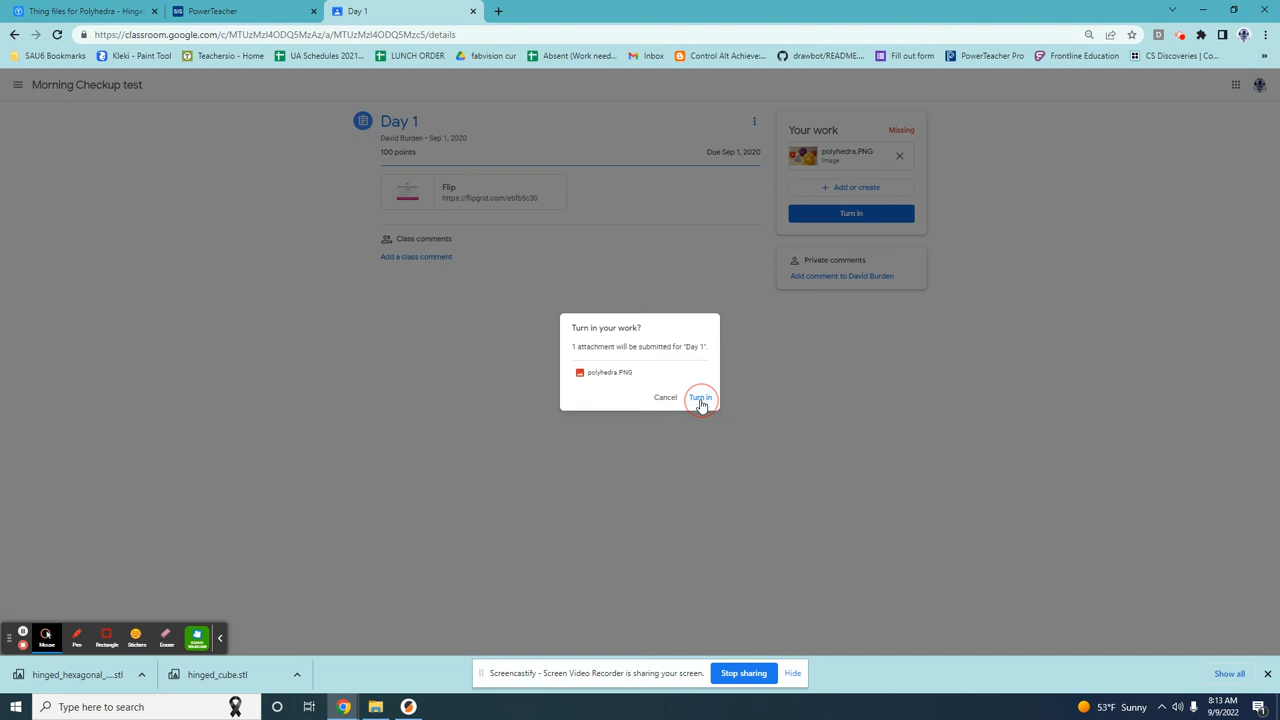 Thing files for Polyhedra - Hinge
PowerTeacher
Day 1
https://classroom.google.com/c/MTUzMzI4ODQ5MzAz/a/MTUzMzI4ODQ5Mzc5/details
SAU6 Bookmarks
Kleki - Paint Tool
Teachersio - Home
UA Schedules 2021...
LUNCH ORDER
fabvision cur
Absent (Work need...
Inbox
Control Alt Achieve:...
drawbot/README....
Fill out form
PowerTeacher Pro
Frontline Education
CS Discoveries | Co...
»
Morning Checkup test
Day 1
David Burden • Sep 1, 2020
100 points
Due Sep 1, 2020
Flip
https://flipgrid.com/ebfb5c30
Class comments
Add a class comment
Your work
Missing
polyhedra.PNG
Image
+ Add or create
Turn in
Private comments
Add comment to David Burden
Turn in your work?
1 attachment will be submitted for "Day 1".
polyhedra.PNG
Cancel
Turn in
Mouse
Pen
Rectangle
Stickers
Eraser
hinged_hexaginal_....stl
hinged_cube.stl
Screencastify - Screen Video Recorder is sharing your screen.
Stop sharing
Hide
Show all
Type here to search
53°F Sunny
8:13 AM
9/9/2022